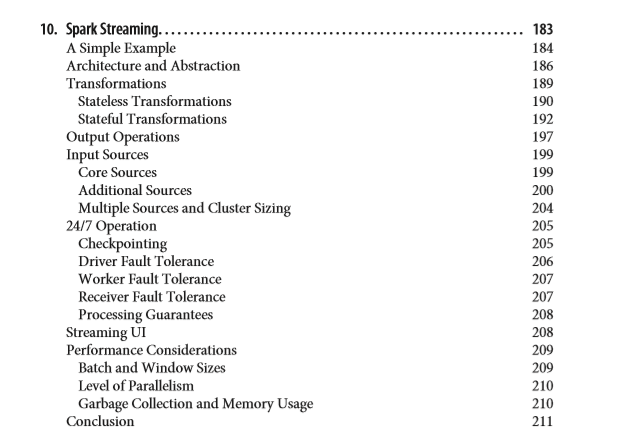 10. Spark Streaming. . . . . . . . . . . . . . . . . . . . . . . . . . . . . . . . . . . . . . . . . . . . . . . . . . . . . . . . . . 183
A Simple Example 184
Architecture and Abstraction 186
Transformations 189
Stateless Transformations 190
Stateful Transformations 192
Output Operations 197
Input Sources 199
Core Sources 199
Additional Sources 200
Multiple Sources and Cluster Sizing 204
24/7 Operation 205
Checkpointing 205
Driver Fault Tolerance 206
Worker Fault Tolerance 207
Receiver Fault Tolerance 207
Processing Guarantees 208
Streaming UI 208
Performance Considerations 209
Batch and Window Sizes 209
Level of Parallelism 210
Garbage Collection and Memory Usage 210
Conclusion 211